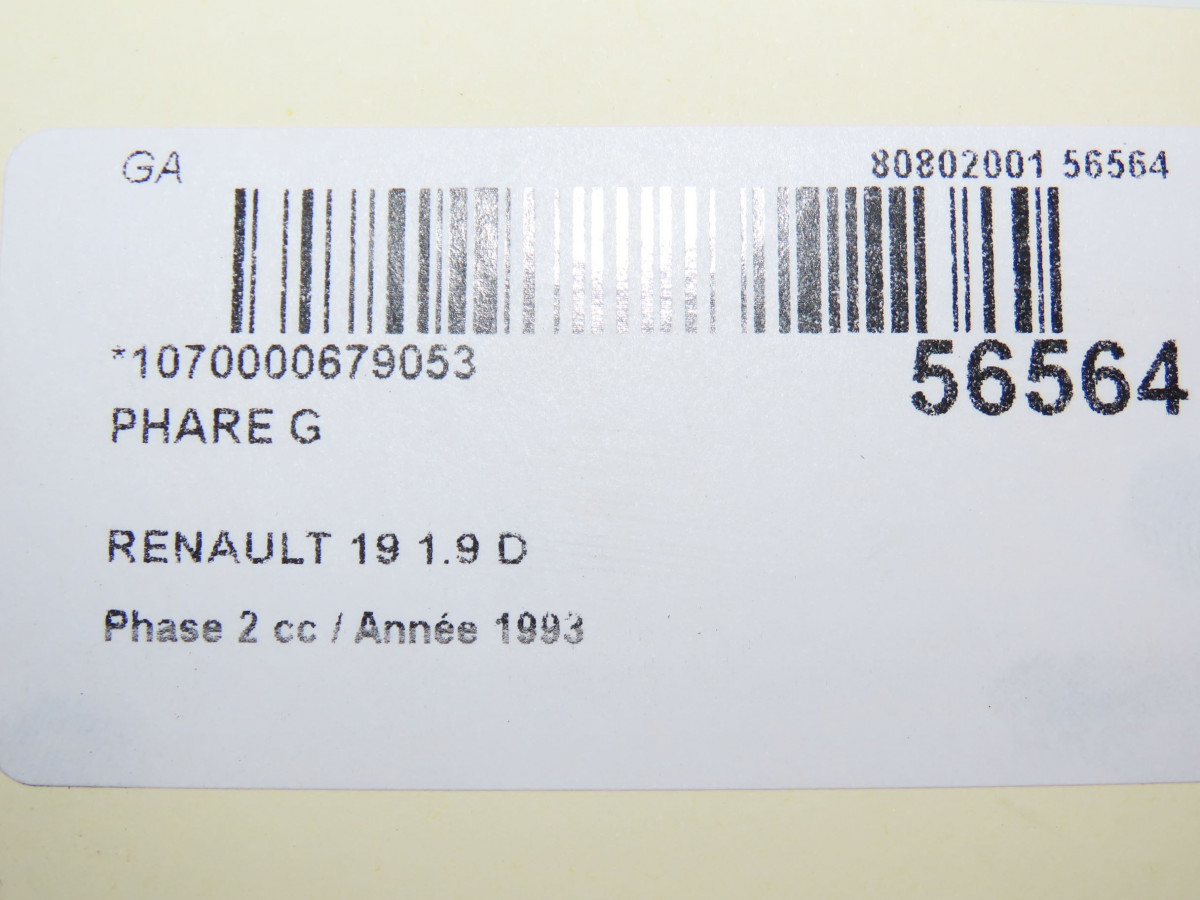 GA
80802001 56564
*1070000679053
56564
PHARE G
RENAULT 19 1.9 D
Phase 2 cc / Année 1993